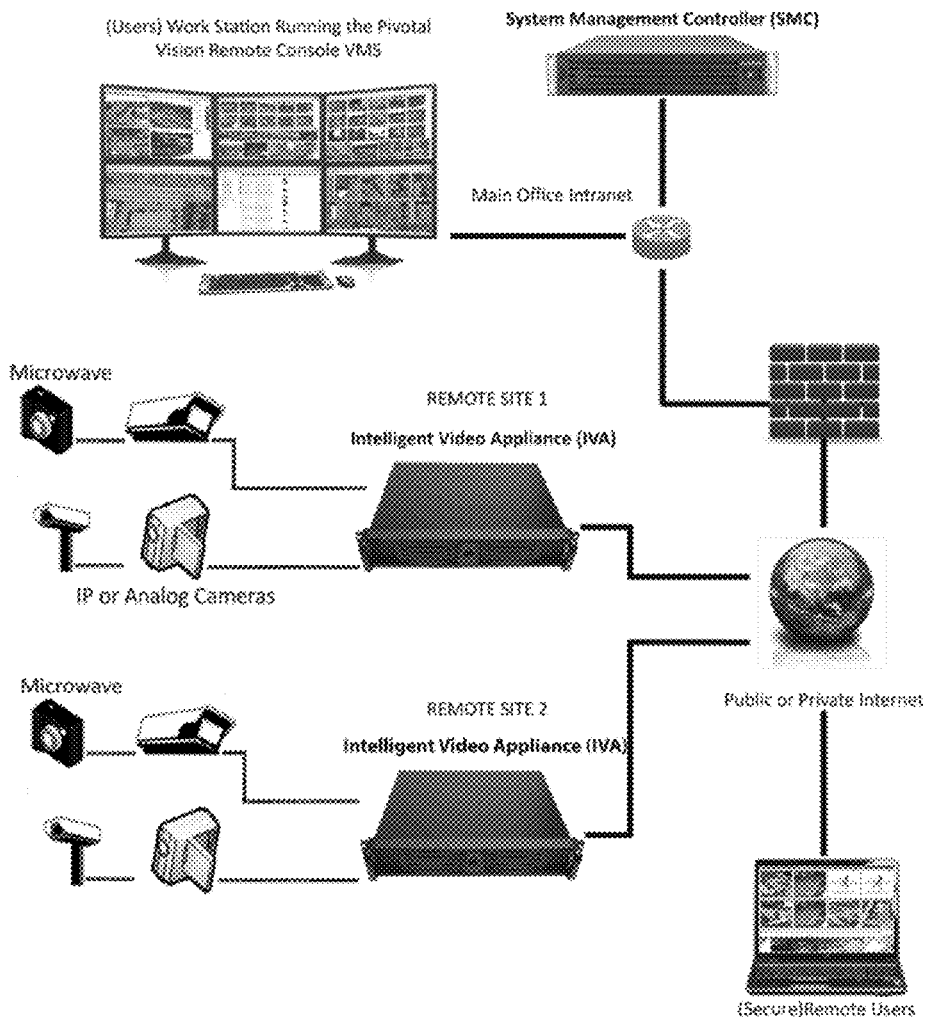 (Users) Work Station Running the Pivotal
Vision Remote Console VMS
System Management Controller (SMC)
Main Office Intranet
Microwave
REMOTE SITE 1
Intelligent Video Appliance (IVA)
IP or Analog Cameras
Microwave
REMOTE SITE 2
Intelligent Video Appliance (IVA)
Public or Private Internet
(Secure)Remote Users